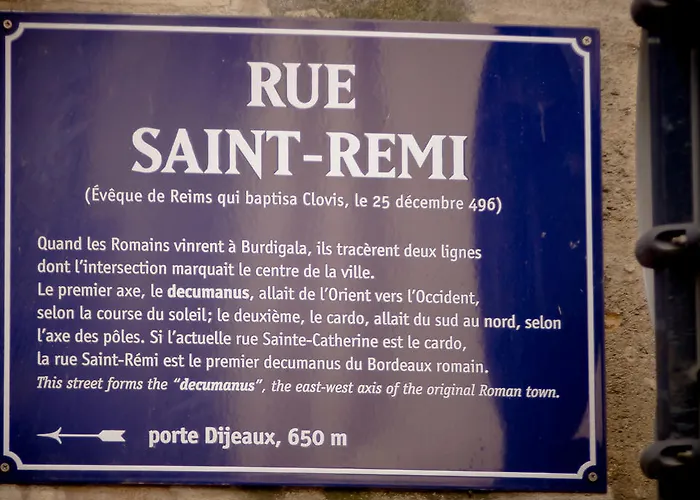 RUE
SAINT-REMI
(Évêque de Reims qui baptisa Clovis, le 25 décembre 496)
Quand les Romains vinrent à Burdigala, ils tracèrent deux lignes
dont l'intersection marquait le centre de la ville.
Le premier axe, le decumanus, allait de l'Orient vers l'Occident,
selon la course du soleil; le deuxième, le cardo, allait du sud au nord, selon
l'axe des pôles. Si l'actuelle rue Sainte-Catherine est le cardo,
la rue Saint-Rémi est le premier decumanus du Bordeaux romain.
This street forms the "decumanus", the east-west axis of the original Roman town.
porte Dijeaux, 650 m